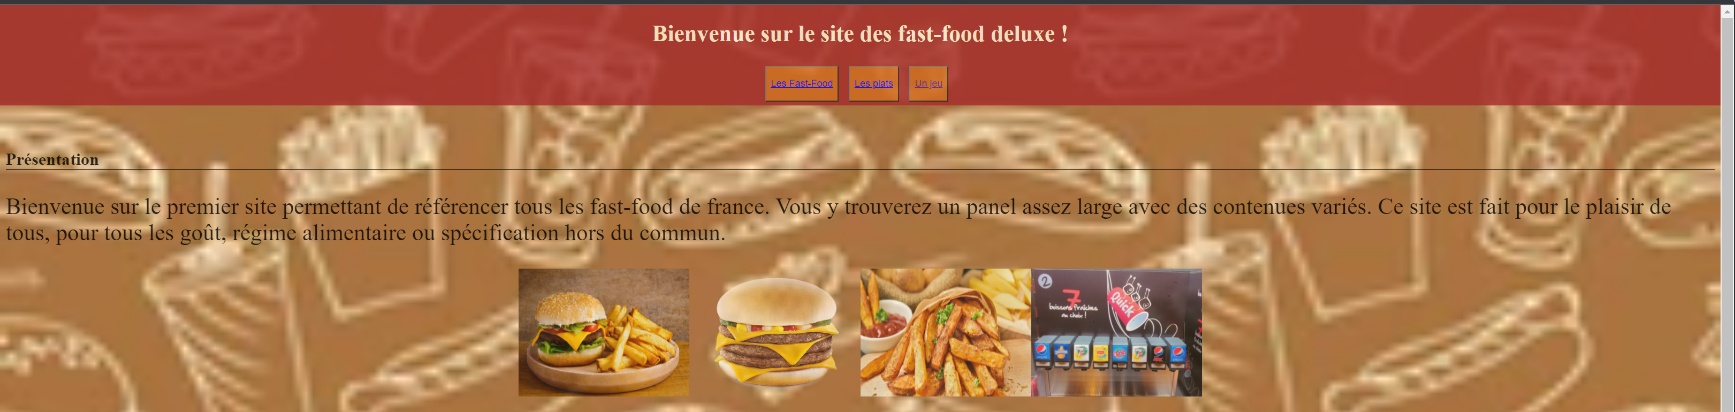 Bienvenue sur le site des fast-food deluxe !
Les Fast-Food Les plats Un jeu
Présentation
Bienvenue sur le premier site permettant de référencer tous les fast-food de france. Vous y trouverez un panel assez large avec des contenues variés. Ce site est fait pour le plaisir de
tous, pour tous les goût, régime alimentaire ou spécification hors du commun.
2
7
boissons fraîches
au choix !
Quick